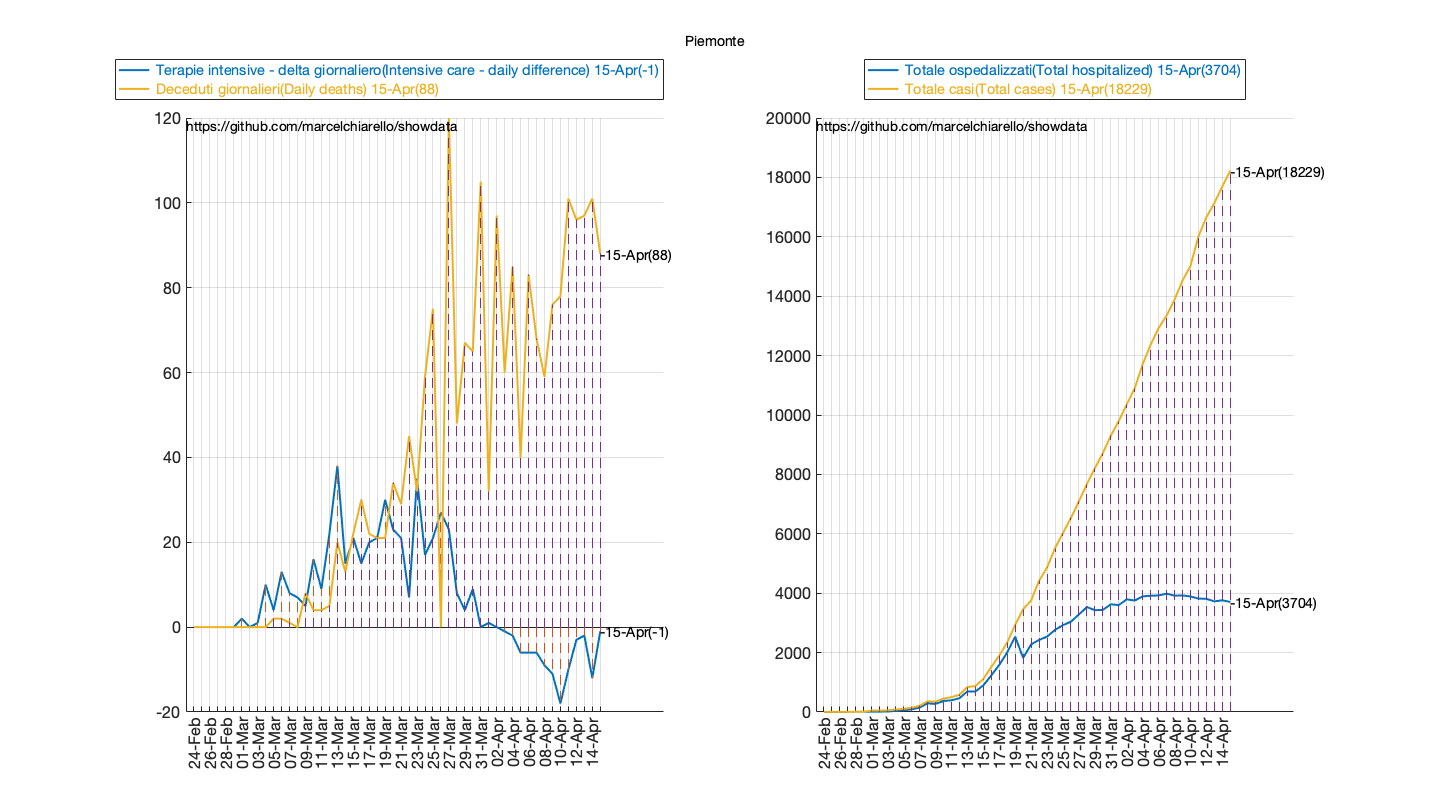 Piemonte
Terapie intensive - delta giornaliero(Intensive care - daily difference) 15-Apr(-1)
Deceduti giornalieri(Daily deaths) 15-Apr(88)
https://github.com/marcelchiarello/showdata
120
100
80
60
40
20
0
-20
15-Apr(88)
15-Apr(-1)
24-Feb
26-Feb
28-Feb
01-Mar
03-Mar
05-Mar
07-Mar
09-Mar
11-Mar
13-Mar
15-Mar
17-Mar
19-Mar
21-Mar
23-Mar
25-Mar
27-Mar
29-Mar
31-Mar
02-Apr
04-Apr
06-Apr
08-Apr
10-Apr
12-Apr
14-Apr
Totale ospedalizzati(Total hospitalized) 15-Apr(3704)
Totale casi(Total cases) 15-Apr(18229)
https://github.com/marcelchiarello/showdata
20000
18000
16000
14000
12000
10000
8000
6000
4000
2000
0
15-Apr(18229)
15-Apr(3704)
24-Feb
26-Feb
28-Feb
01-Mar
03-Mar
05-Mar
07-Mar
09-Mar
11-Mar
13-Mar
15-Mar
17-Mar
19-Mar
21-Mar
23-Mar
25-Mar
27-Mar
29-Mar
31-Mar
02-Apr
04-Apr
06-Apr
08-Apr
10-Apr
12-Apr
14-Apr